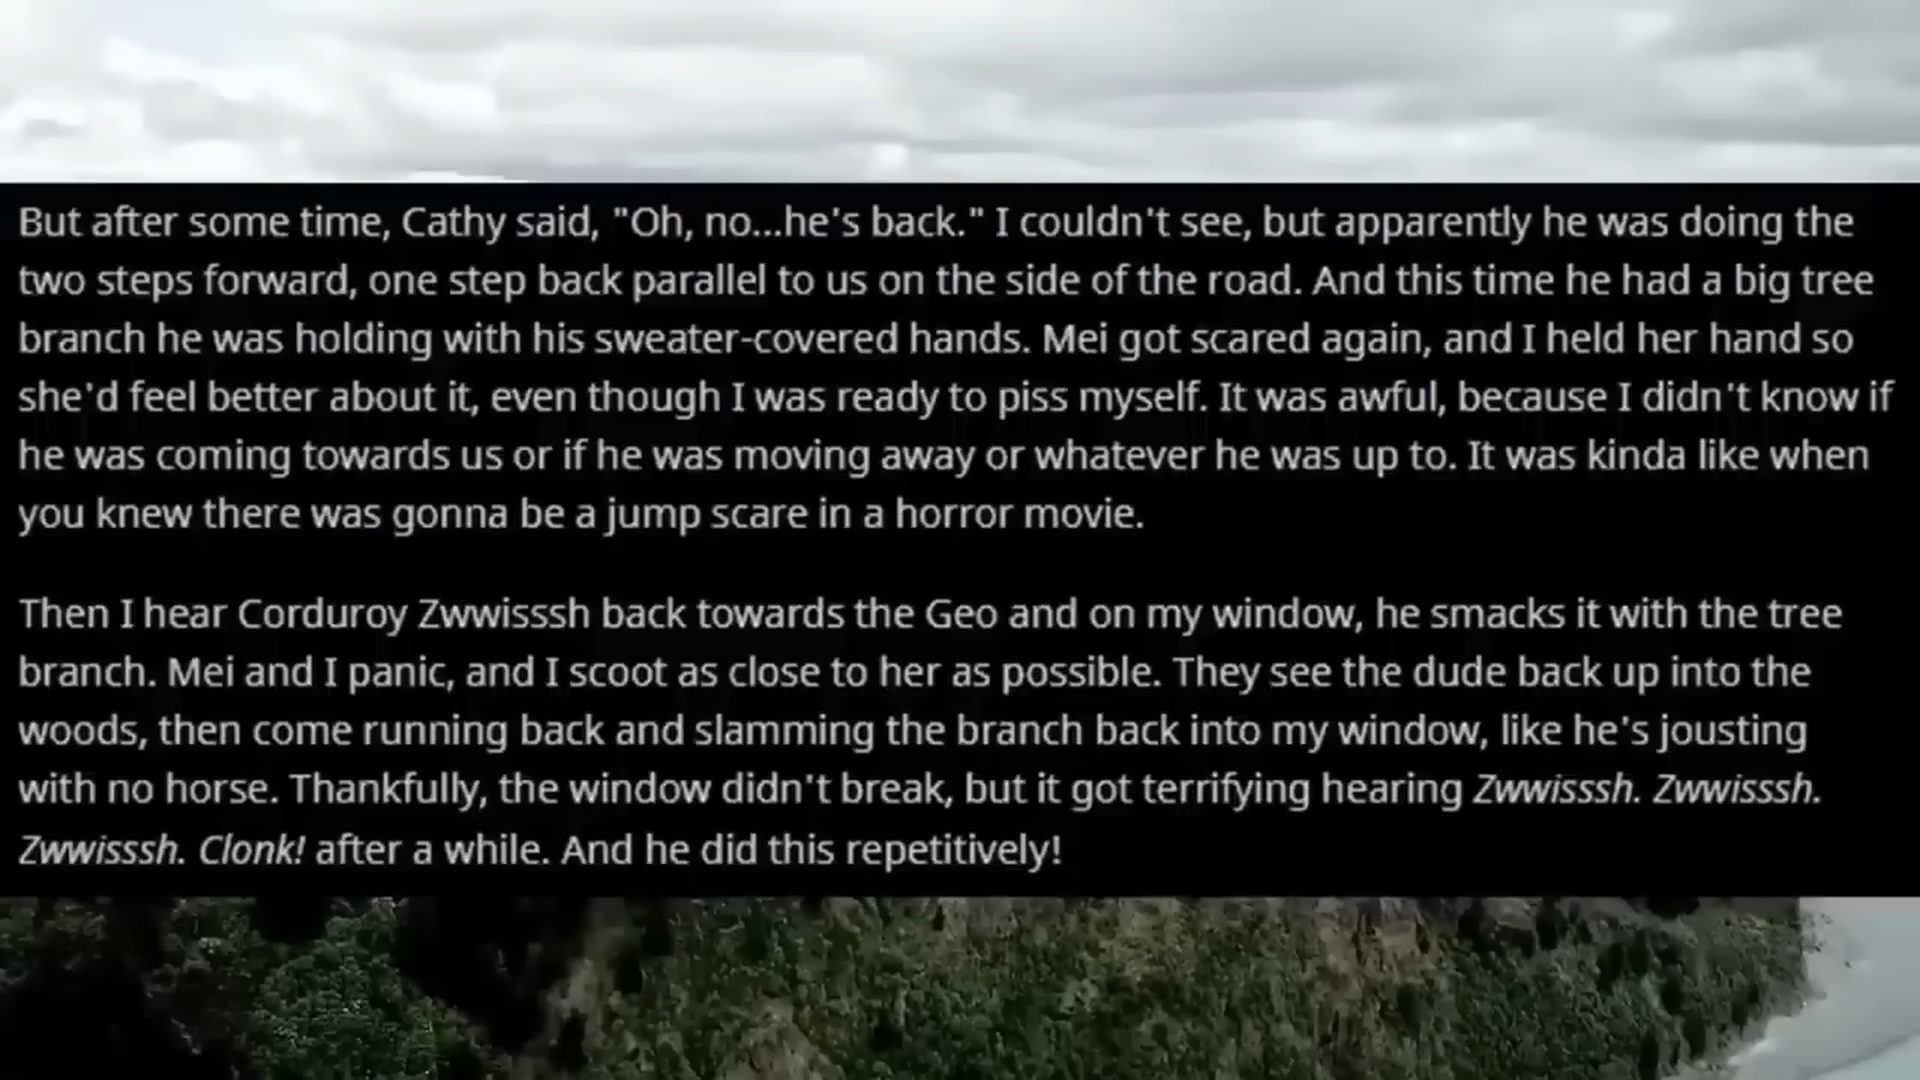 But after some time, Cathy said, "Oh, no...he's back." I couldn't see, but apparently he was doing the
two steps forward, one step back parallel to us on the side of the road. And this time he had a big tree
branch he was holding with his sweater-covered hands. Mei got scared again, and I held her hand so
she'd feel better about it, even though I was ready to piss myself. It was awful, because I didn't know if
he was coming towards us or if he was moving away or whatever he was up to. It was kinda like when
you knew there was gonna be a jump scare in a horror movie.
Then I hear Corduroy Zwwisssh back towards the Geo and on my window, he smacks it with the tree
branch. Mei and I panic, and I scoot as close to her as possible. They see the dude back up into the
woods, then come running back and slamming the branch back into my window, like he's jousting
with no horse. Thankfully, the window didn't break, but it got terrifying hearing Zwwisssh. Zwwisssh.
Zwwisssh. Clonk! after a while. And he did this repetitively!